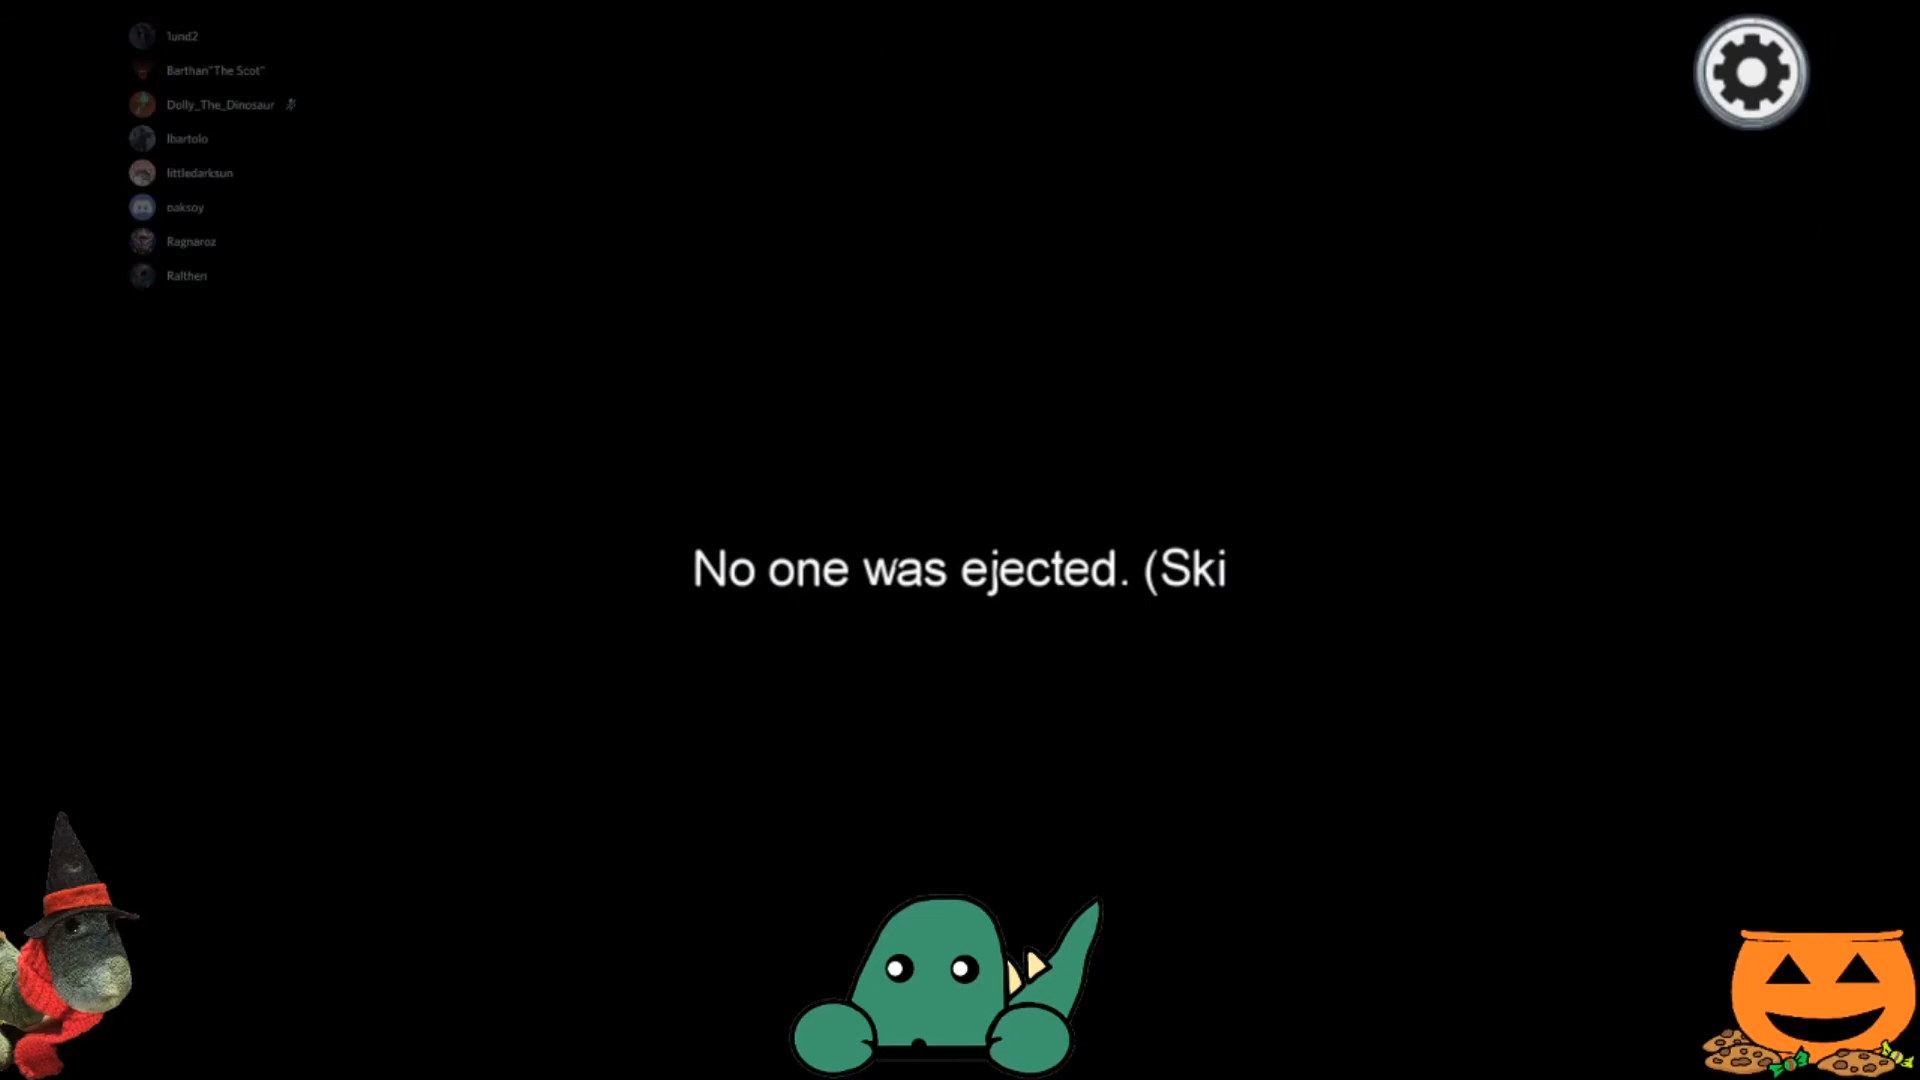 1und2
Barthan"The Scot"
Dolly_The_Dinosaur
lbartolo
littledarksun
oaksoy
Ragnaroz
Ralthen
No one was ejected. (Ski